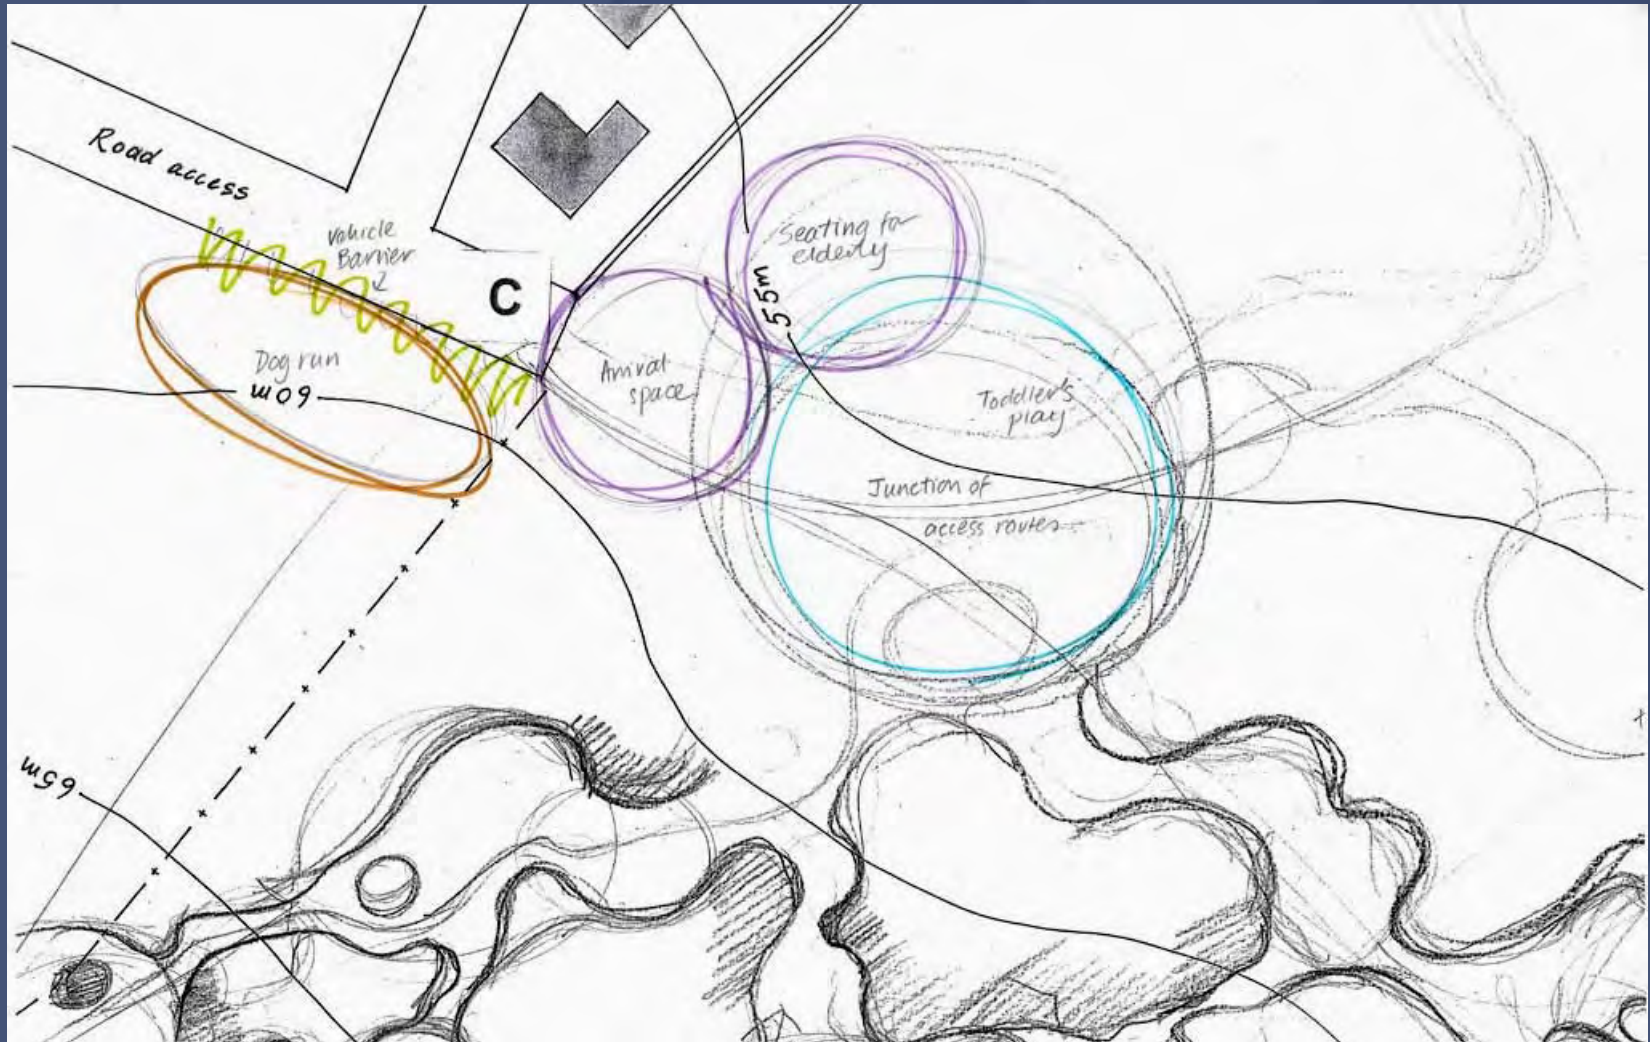 Road access
Vehicle
Barrier
C
Seating for
elderly
55m
Dog run
60m
Arrival
space
Toddler's
play
Junction of
access routes
65m